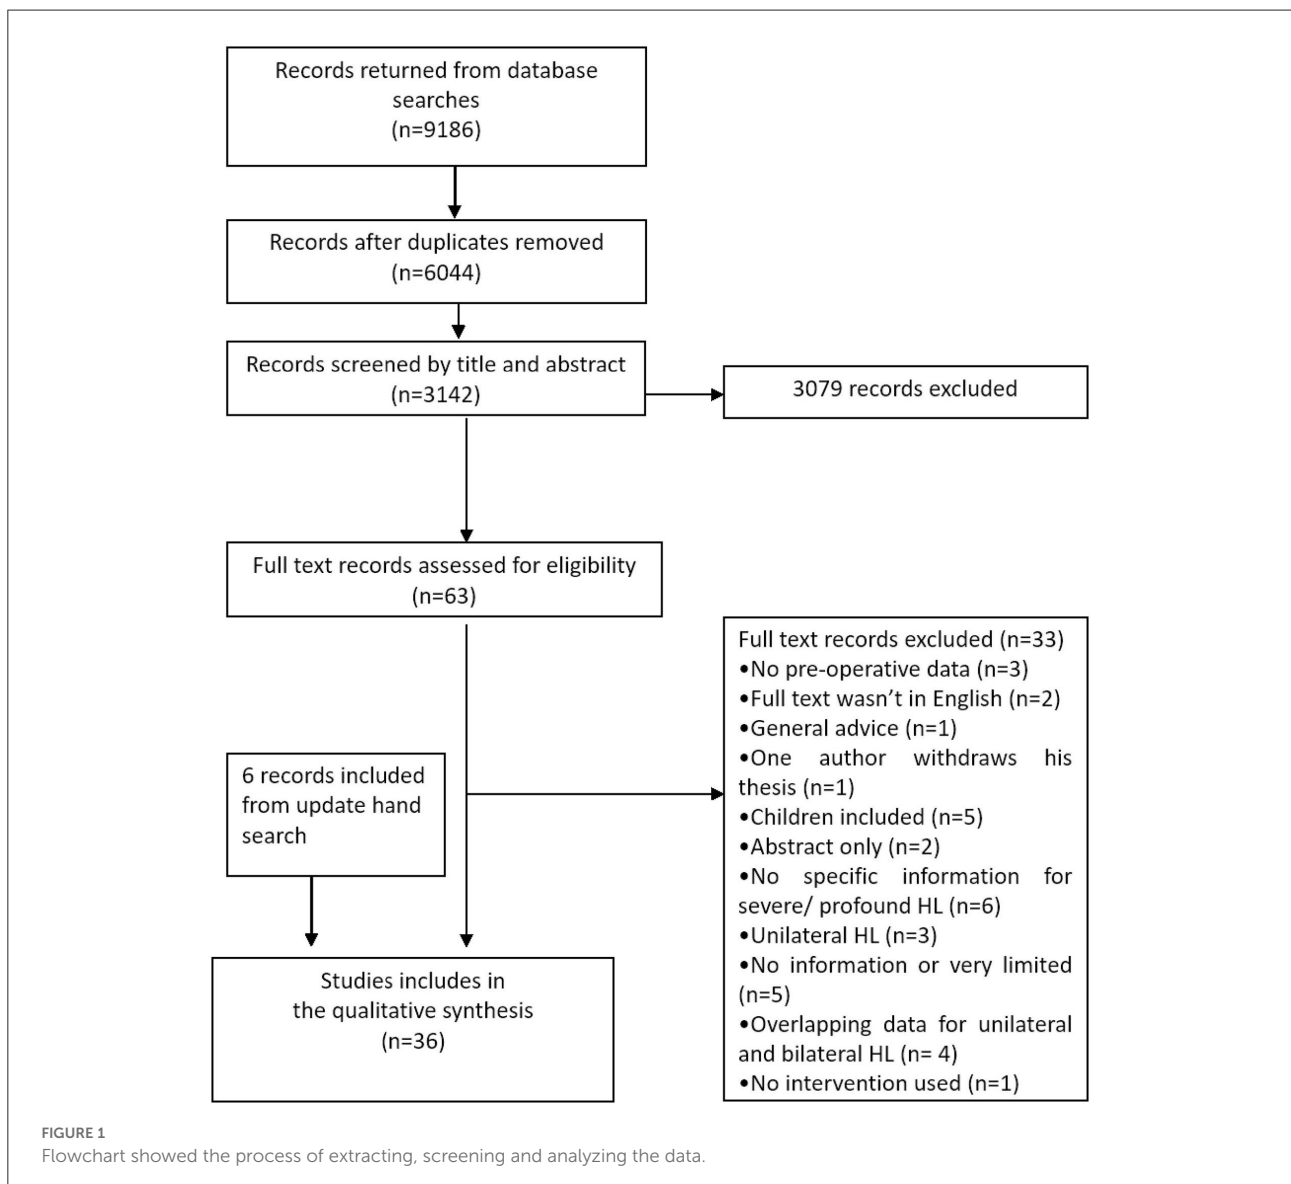 Records returned from database
searches
(n=9186)
Records after duplicates removed
(n=6044)
Records screened by title and abstract
(n=3142)
3079 records excluded
Full text records assessed for eligibility
(n=63)
Full text records excluded (n=33)
•No pre-operative data (n=3)
•Full text wasn’t in English (n=2)
•General advice (n=1)
•One author withdraws his
thesis (n=1)
•Children included (n=5)
•Abstract only (n=2)
•No specific information for
severe/ profound HL (n=6)
•Unilateral HL (n=3)
•No information or very limited
(n=5)
•Overlapping data for unilateral
and bilateral HL (n= 4)
•No intervention used (n=1)
6 records included
from update hand
search
Studies includes in
the qualitative synthesis
(n=36)
FIGURE 1
Flowchart showed the process of extracting, screening and analyzing the data.